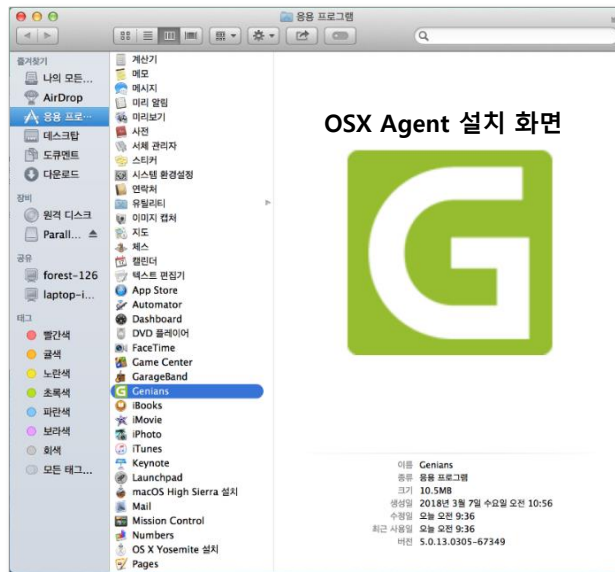 응용 프로그램
즐겨찾기
나의 모든...
AirDrop
응용 프로...
데스크탑
도큐멘트
다운로드
장비
원격 디스크
Parall...
공유
forest-126
laptop-i...
태그
빨간색
귤색
노란색
초록색
파란색
보라색
회색
모든 태그...
계산기
메모
메시지
미리 알림
미리보기
사전
서체 관리자
스티커
시스템 환경설정
연락처
유틸리티
이미지 캡처
지도
체스
캘린더
텍스트 편집기
App Store
Automator
Dashboard
DVD 플레이어
FaceTime
Game Center
GarageBand
Genians
iBooks
iMovie
iPhoto
iTunes
Keynote
Launchpad
macOS High Sierra 설치
Mail
Mission Control
Numbers
OS X Yosemite 설치
Pages
OSX Agent 설치 화면
G
이름 Genians
종류 응용 프로그램
크기 10.5MB
생성일 2018년 3월 7일 수요일 오전 10:56
수정일 오늘 오전 9:36
최근 사용일 오늘 오전 9:36
버전 5.0.13.0305-67349